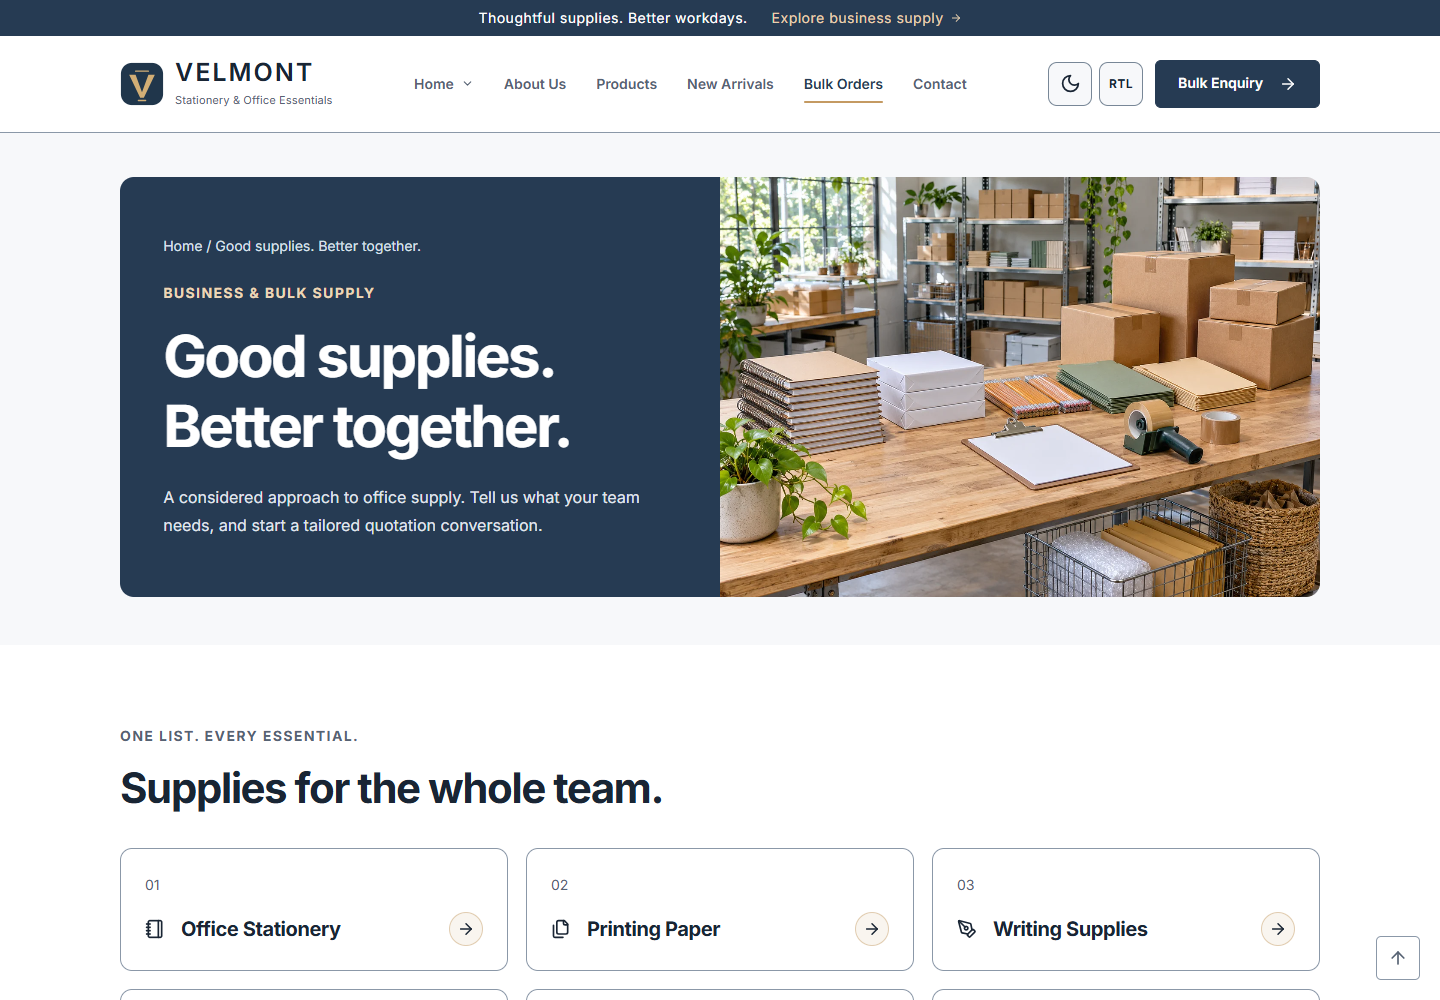 Thoughtful supplies. Better workdays. Explore business supply →
V
VELMONT
Stationery & Office Essentials
Home
About Us
Products
New Arrivals
Bulk Orders
Contact
RTL
Bulk Enquiry →
Home / Good supplies. Better together.
BUSINESS & BULK SUPPLY
Good supplies.
Better together.
A considered approach to office supply. Tell us what your team
needs, and start a tailored quotation conversation.
ONE LIST. EVERY ESSENTIAL.
Supplies for the whole team.
01
Office Stationery
02
Printing Paper
03
Writing Supplies